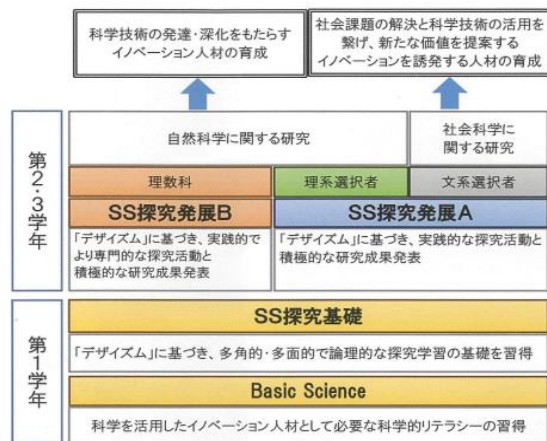 科学技術の発達・深化をもたらす
イノベーション人材の育成
社会課題の解決と科学技術の活用を
繋げ、新たな価値を提案する
イノベーションを誘発する人材の育成
第2・3学年
自然科学に関する研究
社会科学に
関する研究
理数科
理系選択者
文系選択者
SS探究発展B
SS探究発展A
「デザイズム」に基づき、実践的で
より専門的な探究活動と
積極的な研究成果発表
「デザイズム」に基づき、実践的な探究活動と
積極的な研究成果発表
第1学年
SS探究基礎
「デザイズム」に基づき、多角的・多面的で論理的な探究学習の基礎を習得
Basic Science
科学を活用したイノベーション人材として必要な科学的リテラシーの習得